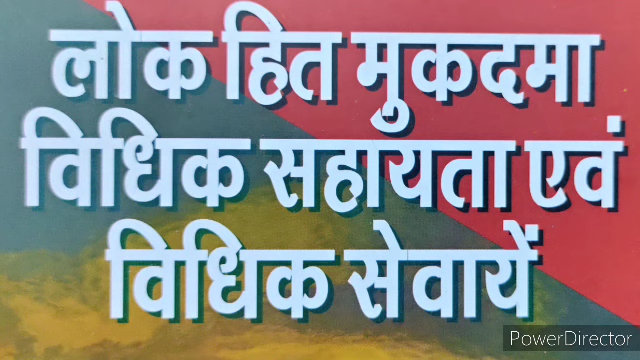 लोक हित मुकदमा
विधिक सहायता एवं
विधिक सेवायें
PowerDirector